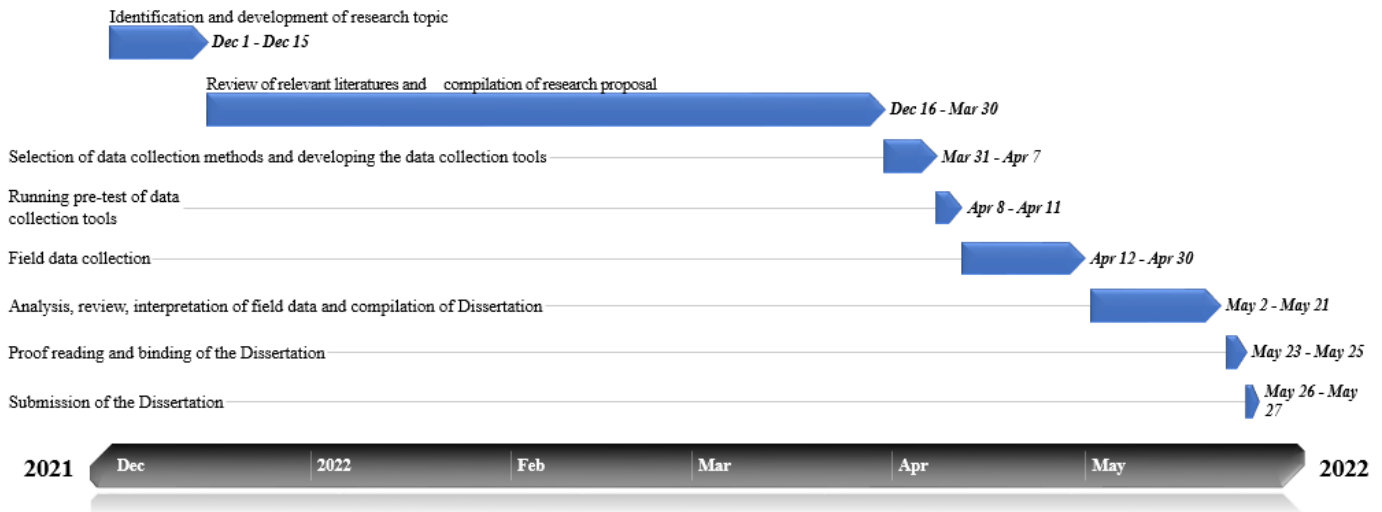 Identification and development of research topic
Dec 1 - Dec 15
Review of relevant literatures and compilation of research proposal
Dec 16 - Mar 30
Selection of data collection methods and developing the data collection tools
Mar 31 - Apr 7
Running pre-test of data
collection tools
Apr 8 - Apr 11
Field data collection
Apr 12 - Apr 30
Analysis, review, interpretation of field data and compilation of Dissertation
May 2 - May 21
Proof reading and binding of the Dissertation
May 23 - May 25
Submission of the Dissertation
May 26 - May
27
2021 Dec 2022 Feb Mar Apr May 2022